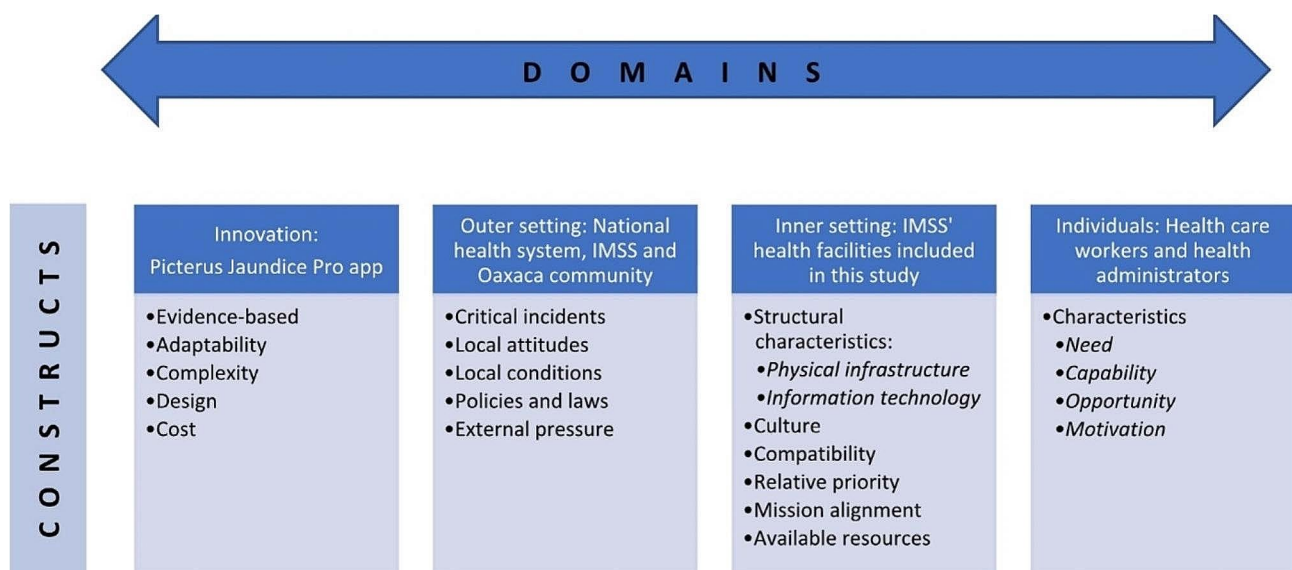 DOMAINS
CONSTRUCTS
Innovation:
Picterus Jaundice Pro app
•Evidence-based
•Adaptability
•Complexity
•Design
•Cost
Outer setting: National
health system, IMSS and
Oaxaca community
•Critical incidents
•Local attitudes
•Local conditions
•Policies and laws
•External pressure
Inner setting: IMSS'
health facilities included
in this study
•Structural
characteristics:
•Physical infrastructure
•Information technology
•Culture
•Compatibility
•Relative priority
•Mission alignment
•Available resources
Individuals: Health care
workers and health
administrators
•Characteristics
•Need
•Capability
•Opportunity
•Motivation